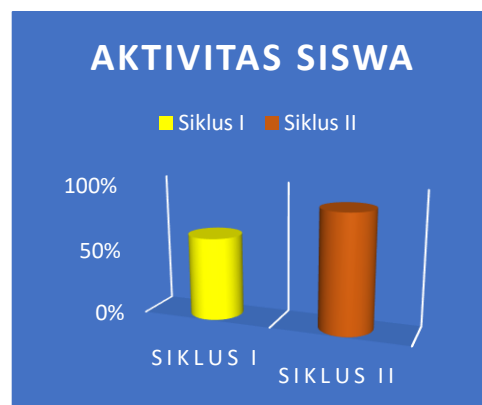 AKTIVITAS SISWA
Siklus I Siklus II
100%
50%
0%
SIKLUS I
SIKLUS II